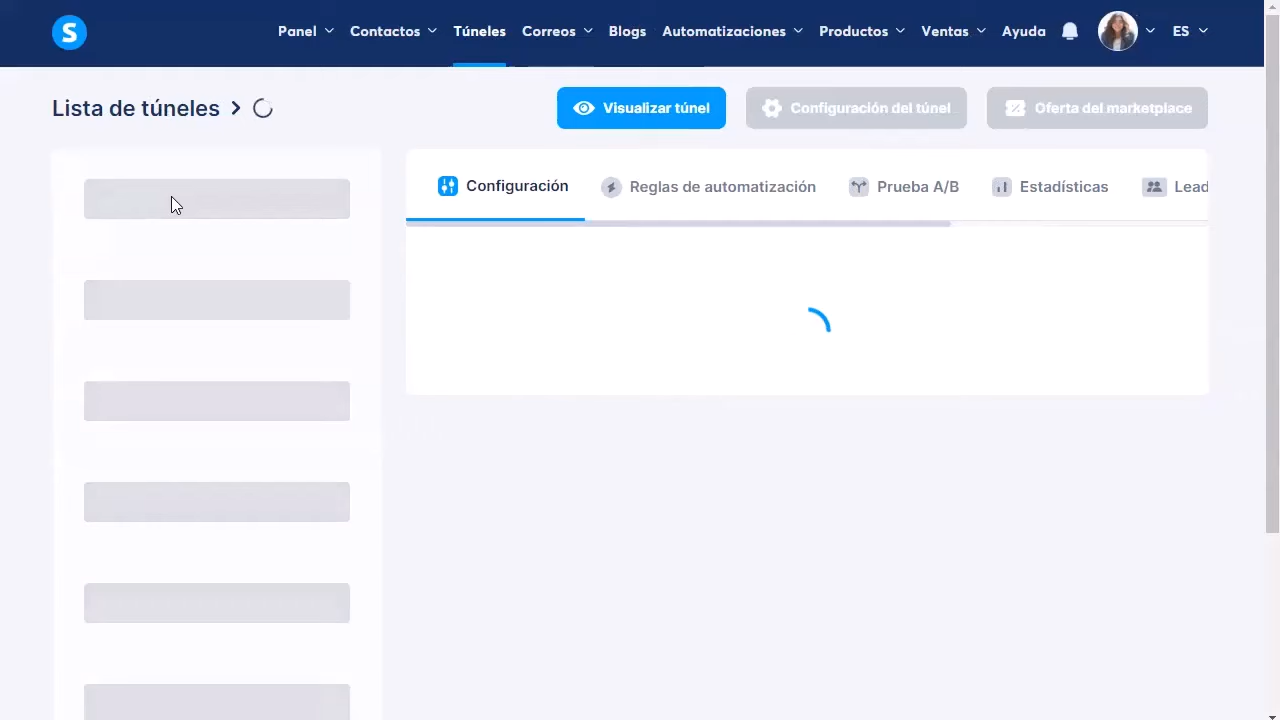 S Panel Contactos Túneles Correos Blogs Automatizaciones Productos Ventas Ayuda ES
Lista de túneles Visualizar túnel Configuración del túnel Oferta del marketplace
Configuración Reglas de automatización Prueba A/B Estadísticas Lead